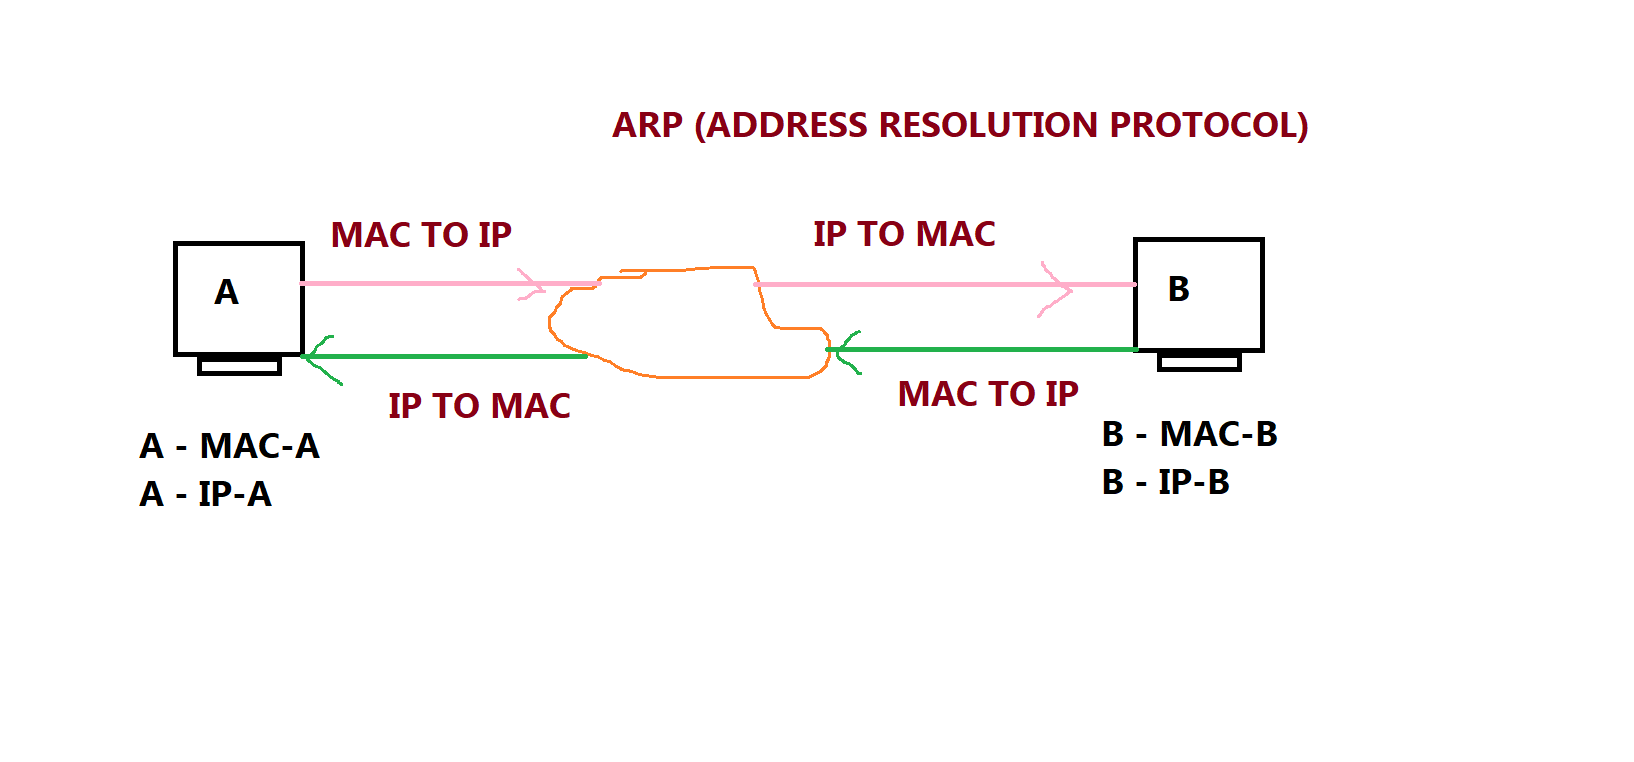 ARP (ADDRESS RESOLUTION PROTOCOL)
MAC TO IP
IP TO MAC
A
B
IP TO MAC
MAC TO IP
A - MAC-A
A - IP-A
B - MAC-B
B - IP-B